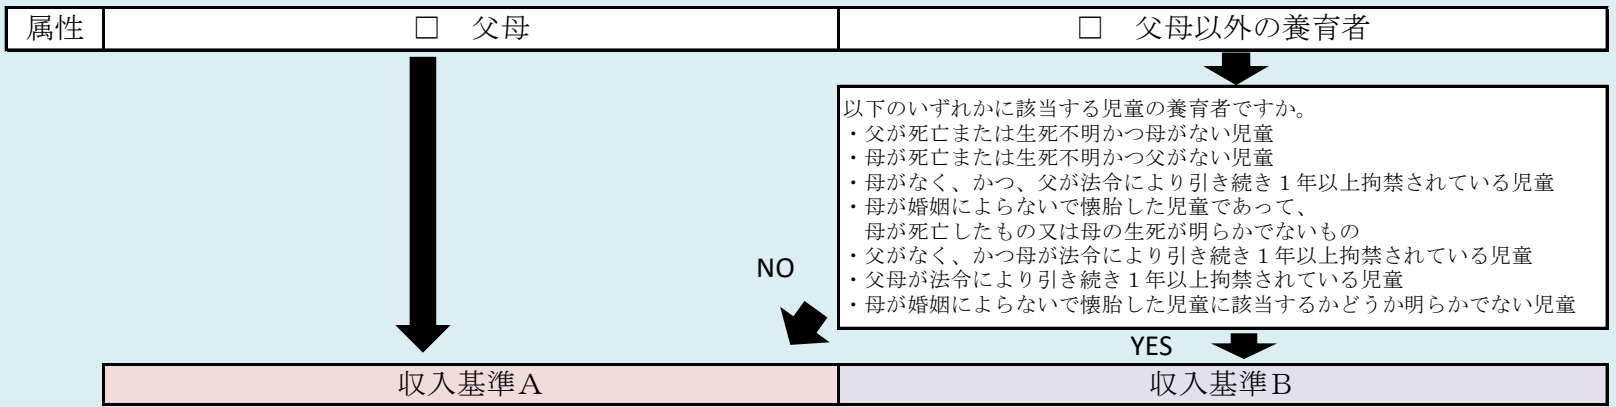 属性
□ 父母
□ 父母以外の養育者
以下のいずれかに該当する児童の養育者ですか。
・父が死亡または生死不明かつ母がない児童
・母が死亡または生死不明かつ父がない児童
・母がなく、かつ、父が法令により引き続き１年以上拘禁されている児童
・母が婚姻によらないで懐胎した児童であって、
母が死亡したもの又は母の生死が明らかでないもの
・父がなく、かつ母が法令により引き続き１年以上拘禁されている児童
・父母が法令により引き続き１年以上拘禁されている児童
・母が婚姻によらないで懐胎した児童に該当するかどうか明らかでない児童
NO
YES
収入基準Ａ
収入基準Ｂ